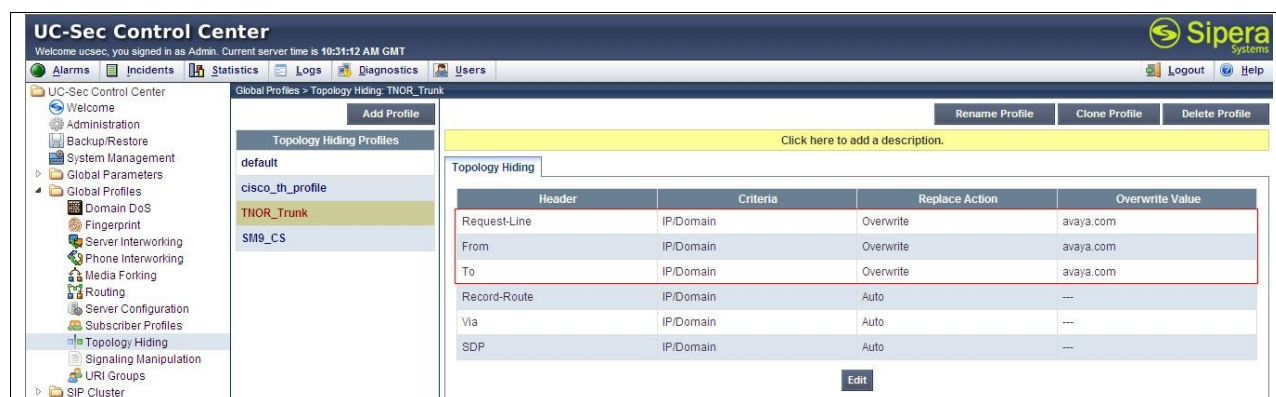 UC-Sec Control Center
Welcome ucsec, you signed in as Admin. Current server time is 10:31:12 AM GMT
Sipera
Systems
Alarms Incidents Statistics Logs Diagnostics Users Logout Help
UC-Sec Control Center
Welcome
Administration
Backup/Restore
System Management
Global Parameters
Global Profiles
Domain DoS
Fingerprint
Server Interworking
Phone Interworking
Media Forking
Routing
Server Configuration
Subscriber Profiles
Topology Hiding
Signaling Manipulation
URI Groups
SIP Cluster
Global Profiles > Topology Hiding: TNOR_Trunk
Add Profile
Topology Hiding Profiles
default
cisco_th_profile
TNOR_Trunk
SM9_CS
Rename Profile Clone Profile Delete Profile
Click here to add a description.
Topology Hiding
Header Criteria Replace Action Overwrite Value
Request-Line IP/Domain Overwrite avaya.com
From IP/Domain Overwrite avaya.com
To IP/Domain Overwrite avaya.com
Record-Route IP/Domain Auto ---
Via IP/Domain Auto ---
SDP IP/Domain Auto ---
Edit